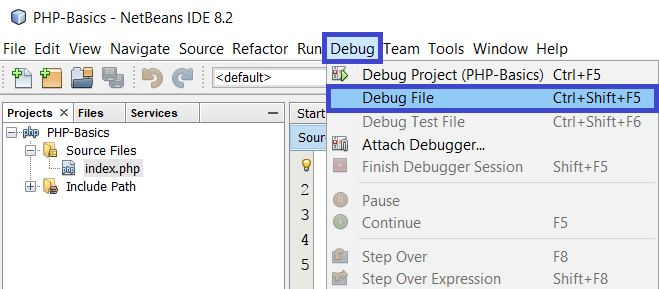 PHP-Basics - NetBeans IDE 8.2
File Edit View Navigate Source Refactor Run Debug Team Tools Window Help
<default>
Debug Project (PHP-Basics) Ctrl+F5
Debug File Ctrl+Shift+F5
Debug Test File Ctrl+Shift+F6
Attach Debugger...
Finish Debugger Session Shift+F5
Pause
Continue F5
Step Over F8
Step Over Expression Shift+F8
Projects Files Services
php PHP-Basics
Source Files
php index.php
Include Path
Start
Sour
2
3
4
5